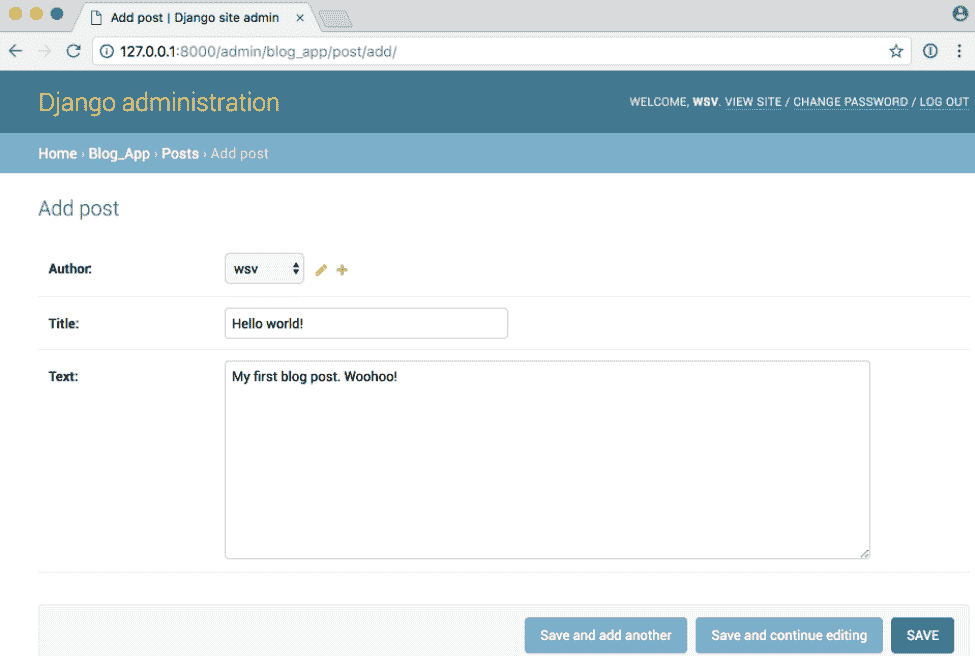 Add post | Django site admin
127.0.0.1:8000/admin/blog_app/post/add/
Django administration
WELCOME, WSV. VIEW SITE / CHANGE PASSWORD / LOG OUT
Home › Blog_App › Posts › Add post
Add post
Author: wsv
Title: Hello world!
Text: My first blog post. Woohoo!
Save and add another Save and continue editing SAVE